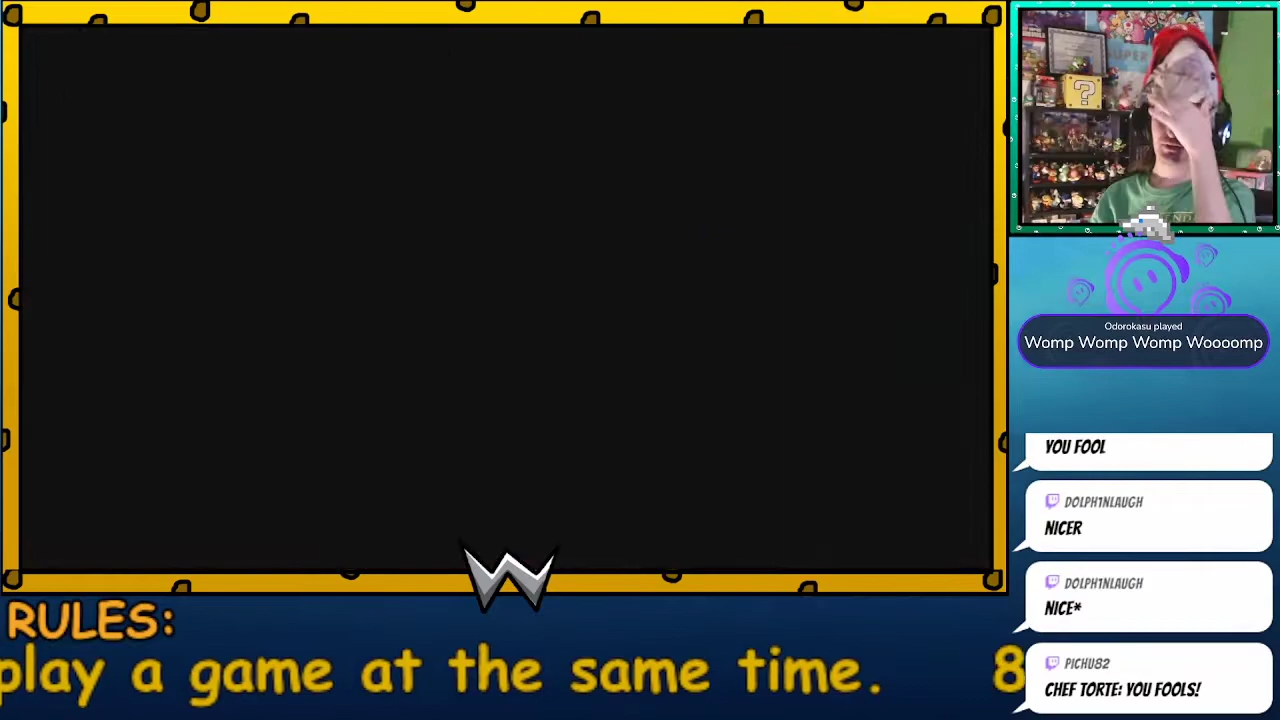 SUPER
?
Odorokasu played
Womp Womp Womp Woooomp
YOU FOOL
DOLPH1NLAUGH
NICER
DOLPH1NLAUGH
NICE*
PICHU82
CHEF TORTE: YOU FOOLS!
W
RULES:
play a game at the same time. 8